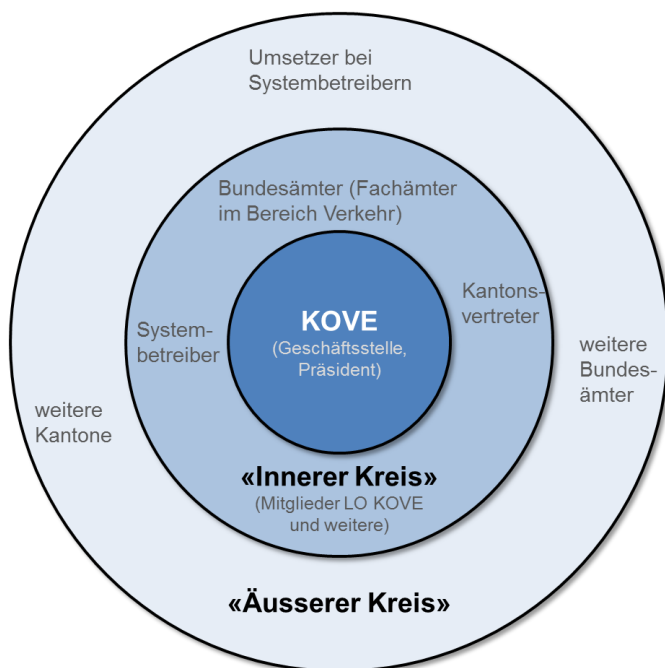 Umsetzer bei
Systembetreibern
Bundesämter (Fachämter
im Bereich Verkehr)
Kantons-
vertreter
KOVE
(Geschäftsstelle,
Präsident)
System-
betreiber
weitere
Bundes-
ämter
weitere
Kantone
«Innerer Kreis»
(Mitglieder LO KOVE
und weitere)
«Äusserer Kreis»